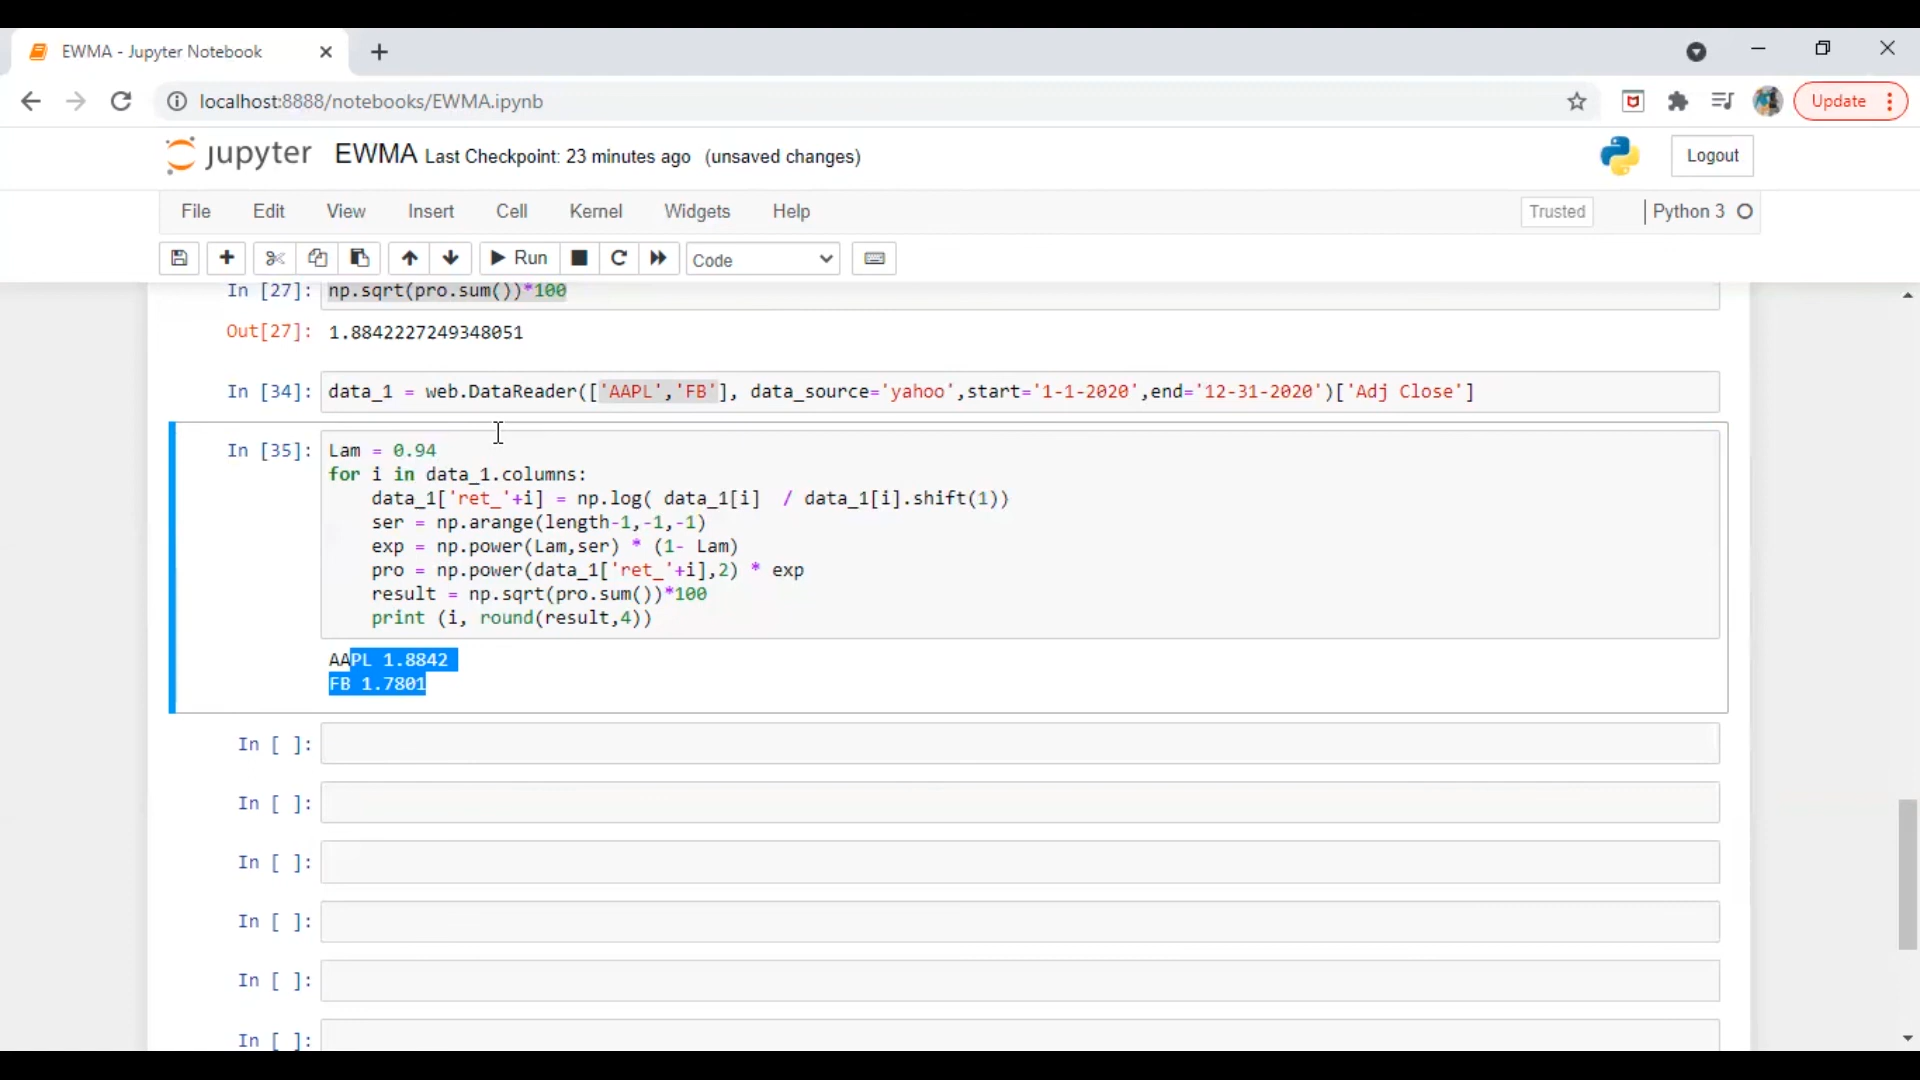 EWMA - Jupyter Notebook
localhost:8888/notebooks/EWMA.ipynb
Update
jupyter EWMA Last Checkpoint: 23 minutes ago (unsaved changes)
Logout
File Edit View Insert Cell Kernel Widgets Help
Trusted
Python 3
Run
Code
In [27]: np.sqrt(pro.sum())*100
Out[27]: 1.8842227249348051
In [34]: data_1 = web.DataReader(['AAPL','FB'], data_source='yahoo',start='1-1-2020',end='12-31-2020')['Adj Close']
In [35]: Lam = 0.94
for i in data_1.columns:
    data_1['ret_'+i] = np.log( data_1[i]  / data_1[i].shift(1))
    ser = np.arange(length-1,-1,-1)
    exp = np.power(Lam,ser) * (1- Lam)
    pro = np.power(data_1['ret_'+i],2) * exp
    result = np.sqrt(pro.sum())*100
    print (i, round(result,4))
AAPL 1.8842
FB 1.7801
In [ ]:
In [ ]:
In [ ]:
In [ ]:
In [ ]:
In [ ]: